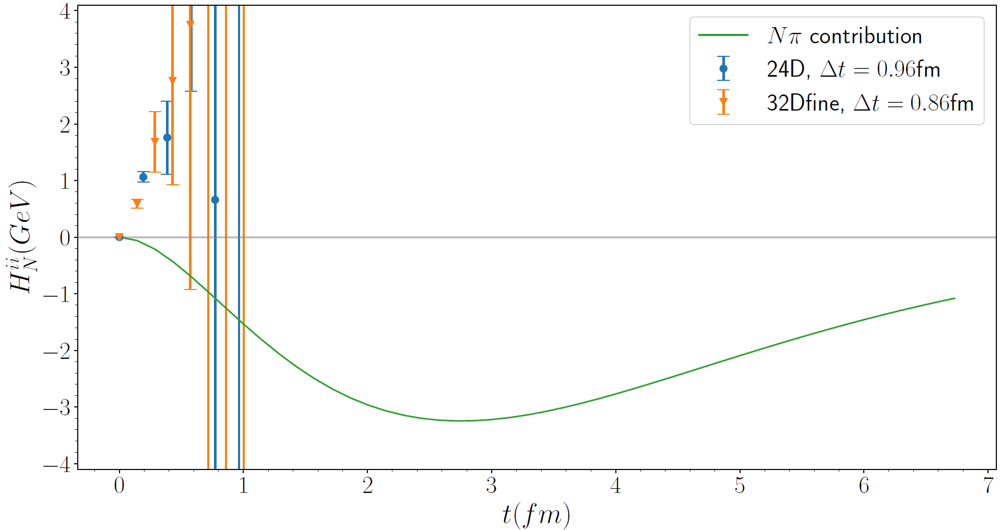 4
3
2
1
0
−1
−2
−3
−4
H_N^{ii}(GeV)
Nπ contribution
24D, Δt = 0.96fm
32Dfine, Δt = 0.86fm
0 1 2 3 4 5 6 7
t(fm)